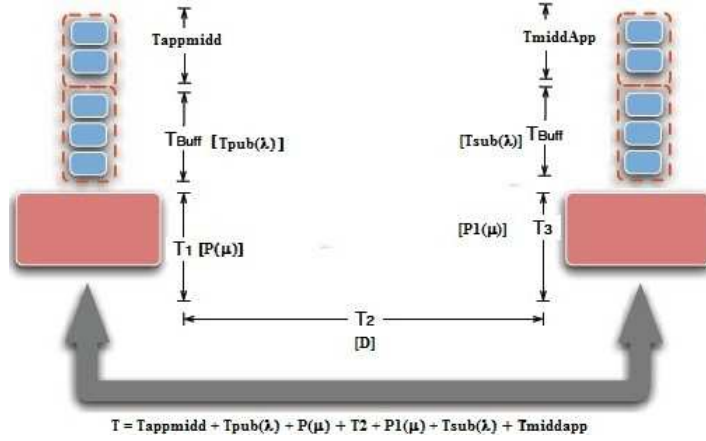 Tappmidd
TmiddApp
TBuff [Tpub(λ)]
[Tsub(λ)] TBuff
T1 [P(μ)]
[P1(μ)] T3
T2
[D]
T = Tappmidd + Tpub(λ) + P(μ) + T2 + P1(μ) + Tsub(λ) + Tmiddapp